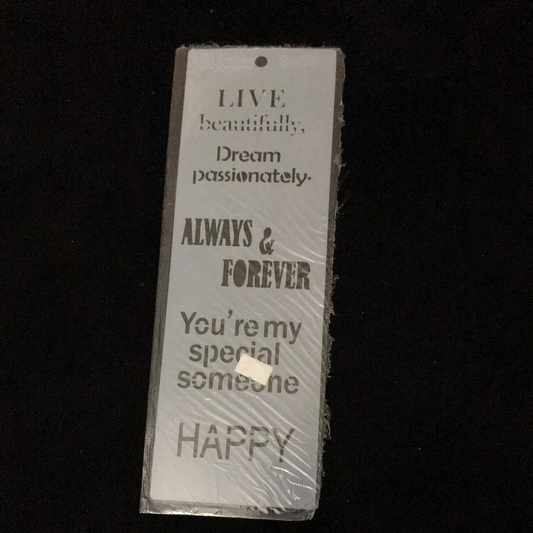 LIVE
beautifully,
Dream
passionately.
ALWAYS &
FOREVER
You're my
special
someone
HAPPY